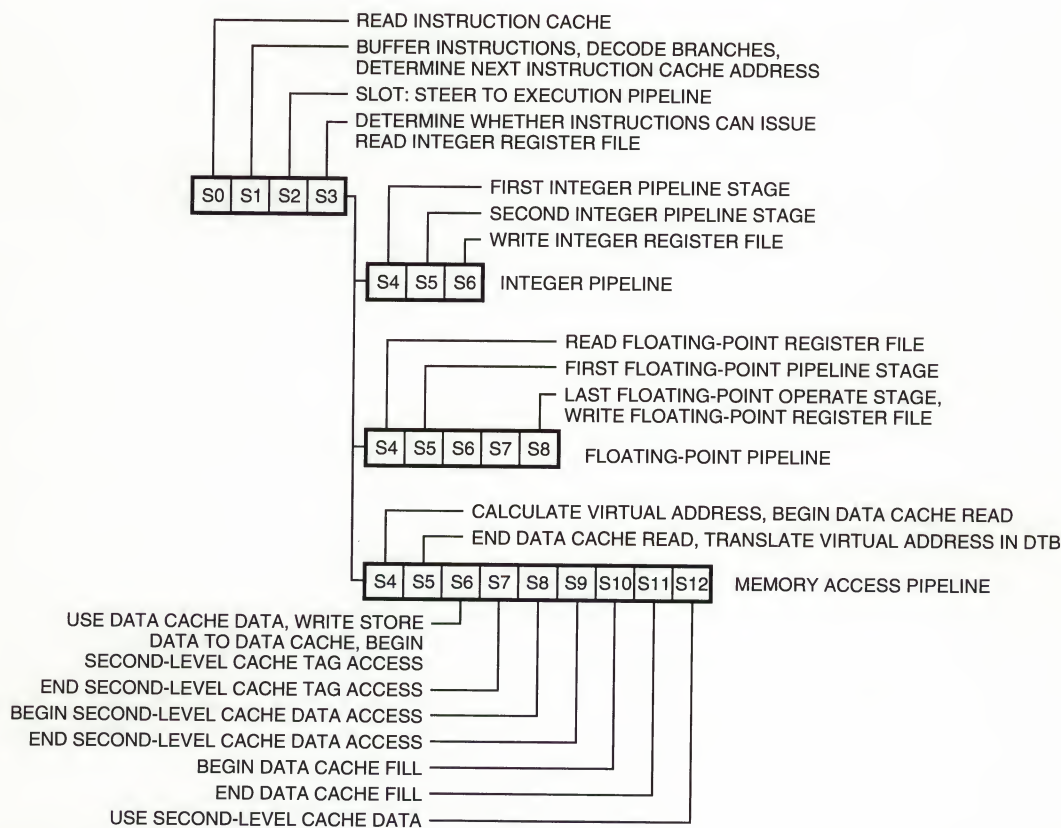 READ INSTRUCTION CACHE
BUFFER INSTRUCTIONS, DECODE BRANCHES,
DETERMINE NEXT INSTRUCTION CACHE ADDRESS
SLOT: STEER TO EXECUTION PIPELINE
DETERMINE WHETHER INSTRUCTIONS CAN ISSUE
READ INTEGER REGISTER FILE
S0 S1 S2 S3
FIRST INTEGER PIPELINE STAGE
SECOND INTEGER PIPELINE STAGE
WRITE INTEGER REGISTER FILE
S4 S5 S6 INTEGER PIPELINE
READ FLOATING-POINT REGISTER FILE
FIRST FLOATING-POINT PIPELINE STAGE
LAST FLOATING-POINT OPERATE STAGE,
WRITE FLOATING-POINT REGISTER FILE
S4 S5 S6 S7 S8 FLOATING-POINT PIPELINE
CALCULATE VIRTUAL ADDRESS, BEGIN DATA CACHE READ
END DATA CACHE READ, TRANSLATE VIRTUAL ADDRESS IN DTB
S4 S5 S6 S7 S8 S9 S10 S11 S12 MEMORY ACCESS PIPELINE
USE DATA CACHE DATA, WRITE STORE
DATA TO DATA CACHE, BEGIN
SECOND-LEVEL CACHE TAG ACCESS
END SECOND-LEVEL CACHE TAG ACCESS
BEGIN SECOND-LEVEL CACHE DATA ACCESS
END SECOND-LEVEL CACHE DATA ACCESS
BEGIN DATA CACHE FILL
END DATA CACHE FILL
USE SECOND-LEVEL CACHE DATA